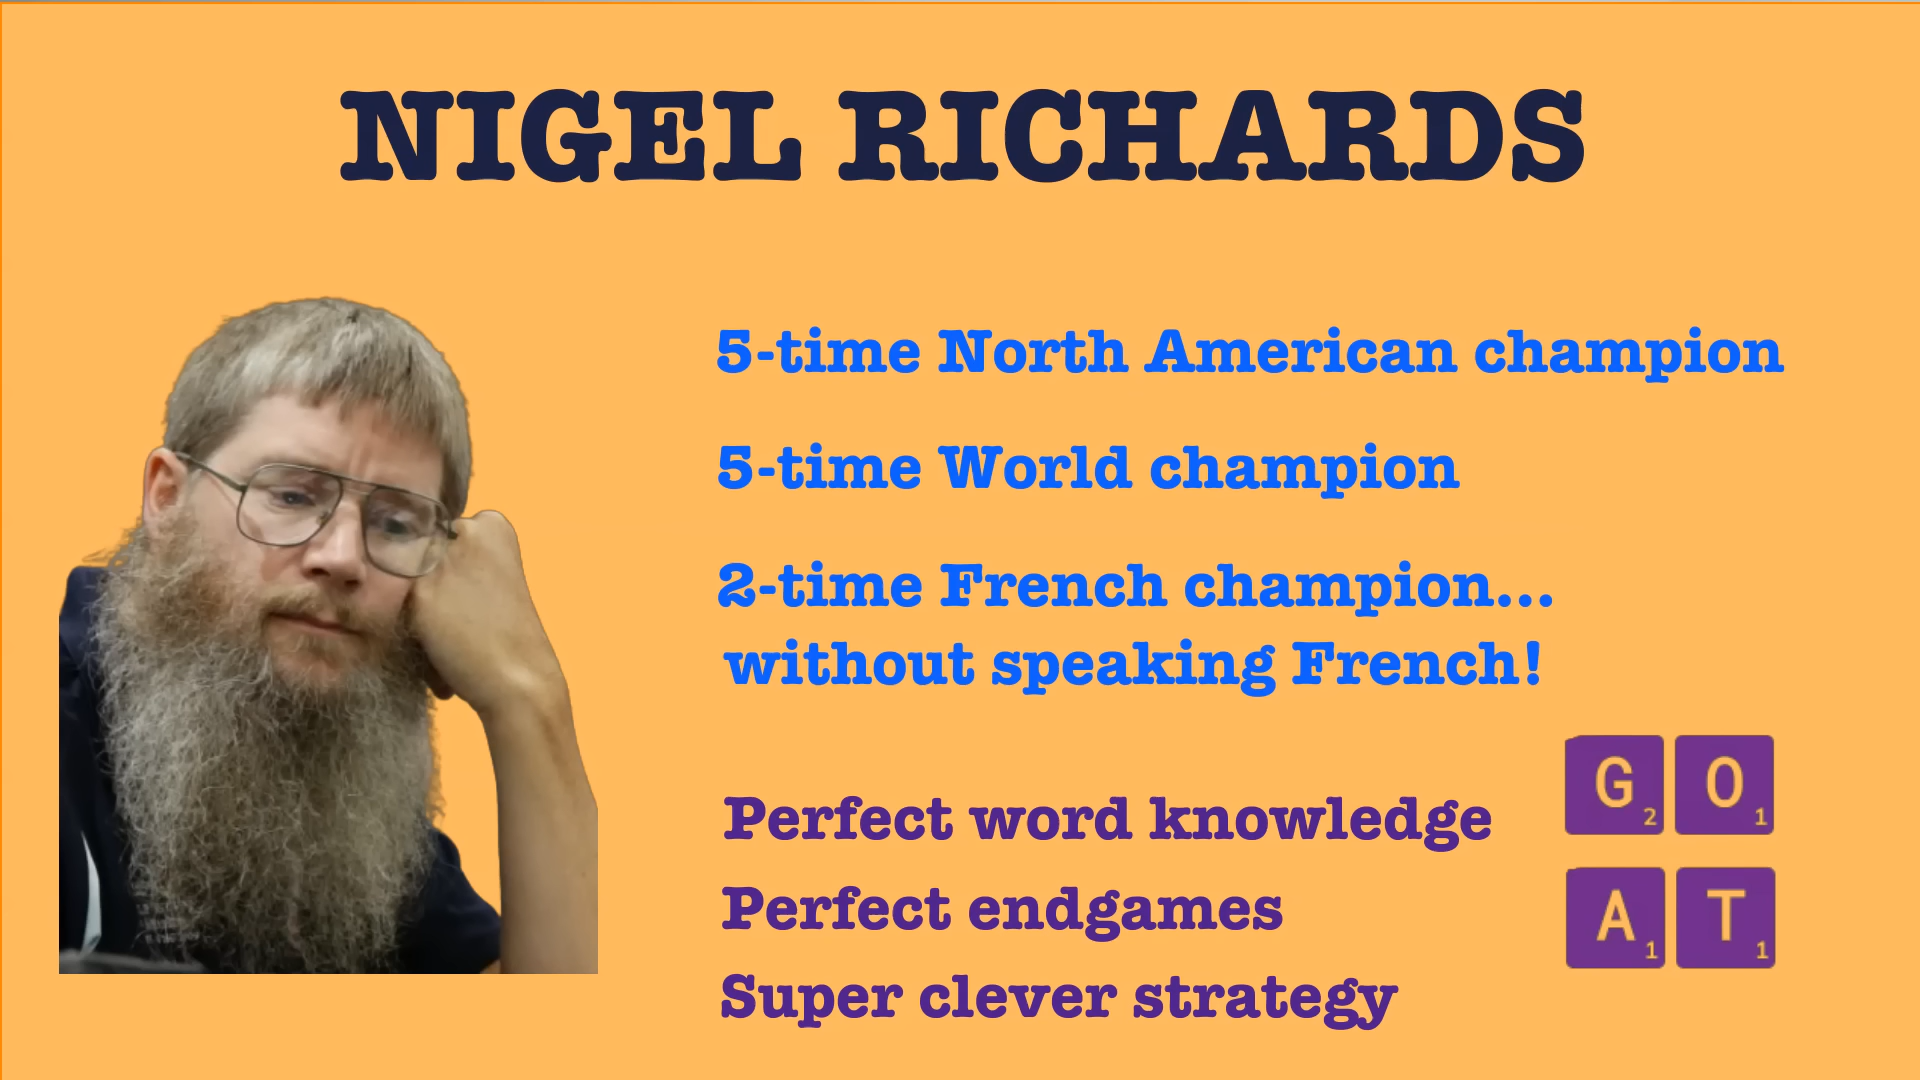 NIGEL RICHARDS
5-time North American champion
5-time World champion
2-time French champion...
without speaking French!
Perfect word knowledge
Perfect endgames
Super clever strategy
G2 O1
A1 T1